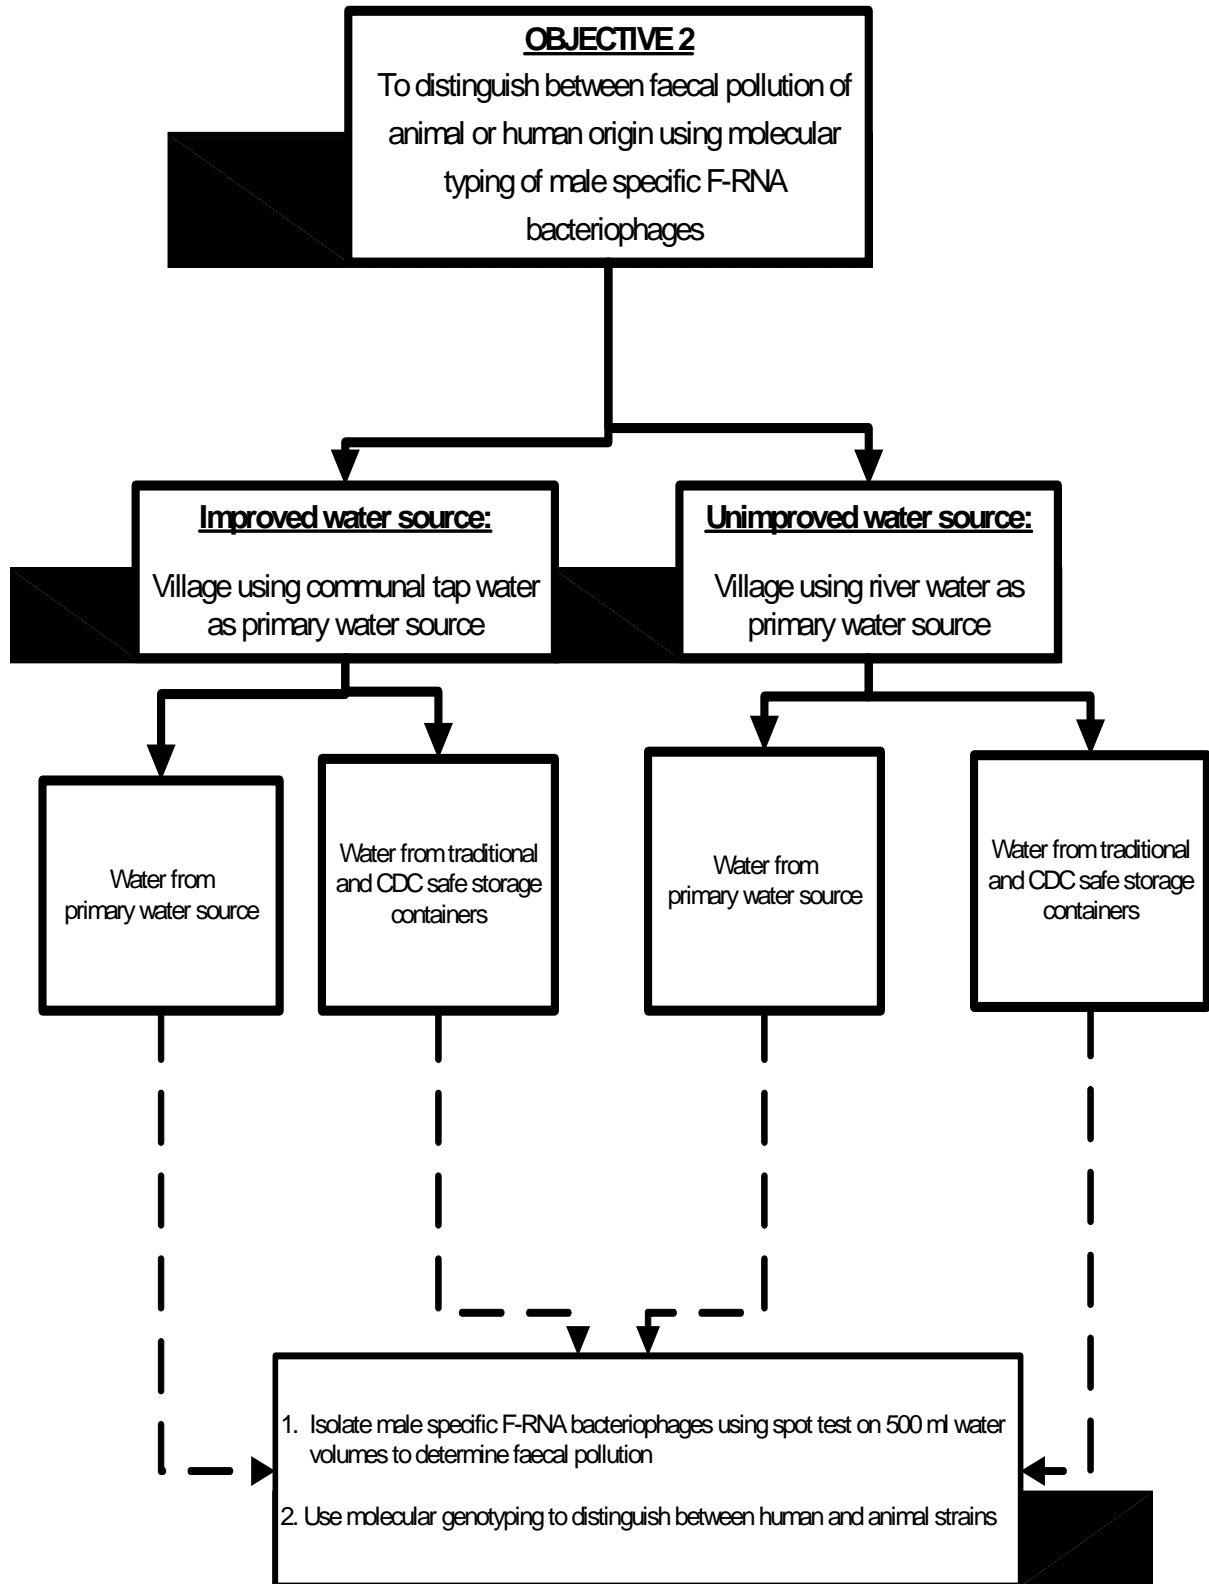 OBJECTIVE 2
To distinguish between faecal pollution of
animal or human origin using molecular
typing of male specific F-RNA
bacteriophages
Improved water source:
Village using communal tap water
as primary water source
Unimproved water source:
Village using river water as
primary water source
Water from
primary water source
Water from traditional
and CDC safe storage
containers
Water from
primary water source
Water from traditional
and CDC safe storage
containers
1. Isolate male specific F-RNA bacteriophages using spot test on 500 ml water
volumes to determine faecal pollution
2. Use molecular genotyping to distinguish between human and animal strains